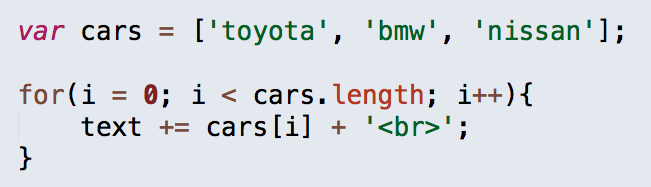 var cars = ['toyota', 'bmw', 'nissan'];
for(i = 0; i < cars.length; i++){
    text += cars[i] + '<br>';
}